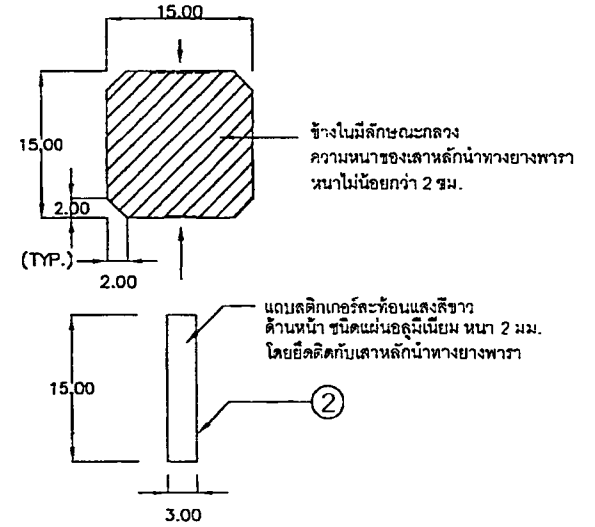 15.00
15.00
ข้างในมีลักษณะกลวง
ความหนาของเสาหลักนำทางยางพารา
หนาไม่น้อยกว่า 2 ซม.
2.00
(TYP.)
2.00
แถบสติกเกอร์สะท้อนแสงสีขาว
ด้านหน้า ชนิดแผ่นอลูมีเนียม หนา 2 มม.
โดยยึดติดกับเสาหลักนำทางยางพารา
15.00
2
3.00